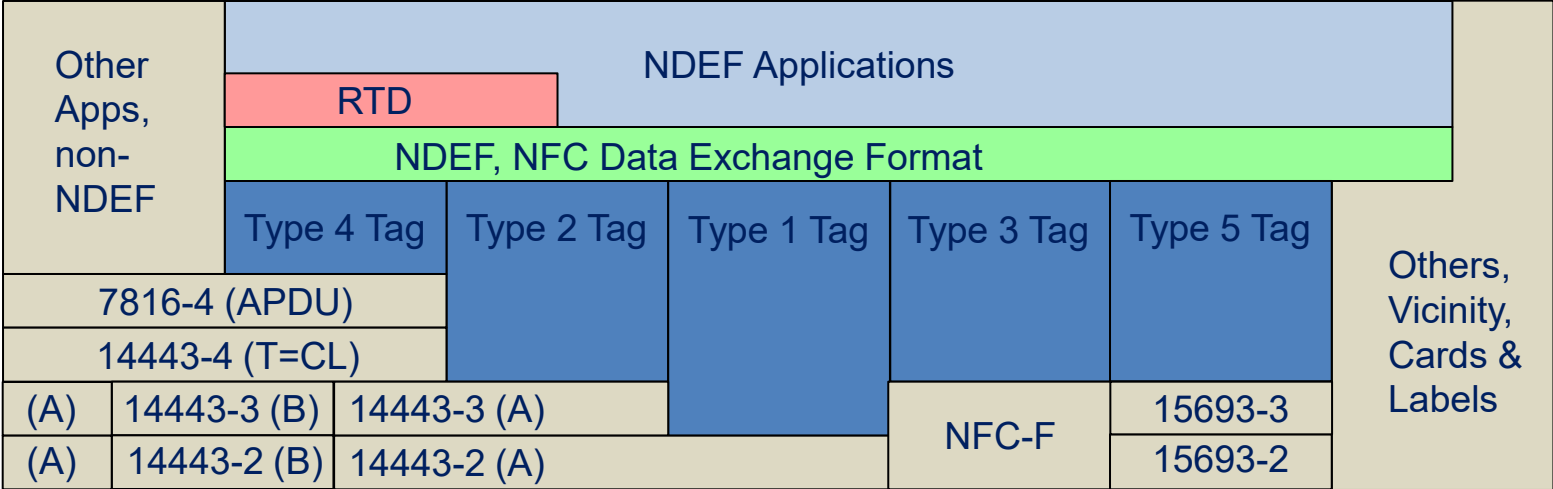 Other
Apps,
non-
NDEF
NDEF Applications
RTD
NDEF, NFC Data Exchange Format
Type 4 Tag
Type 2 Tag
Type 1 Tag
Type 3 Tag
Type 5 Tag
Others,
Vicinity,
Cards &
Labels
7816-4 (APDU)
14443-4 (T=CL)
(A)
14443-3 (B)
14443-3 (A)
NFC-F
15693-3
(A)
14443-2 (B)
14443-2 (A)
15693-2